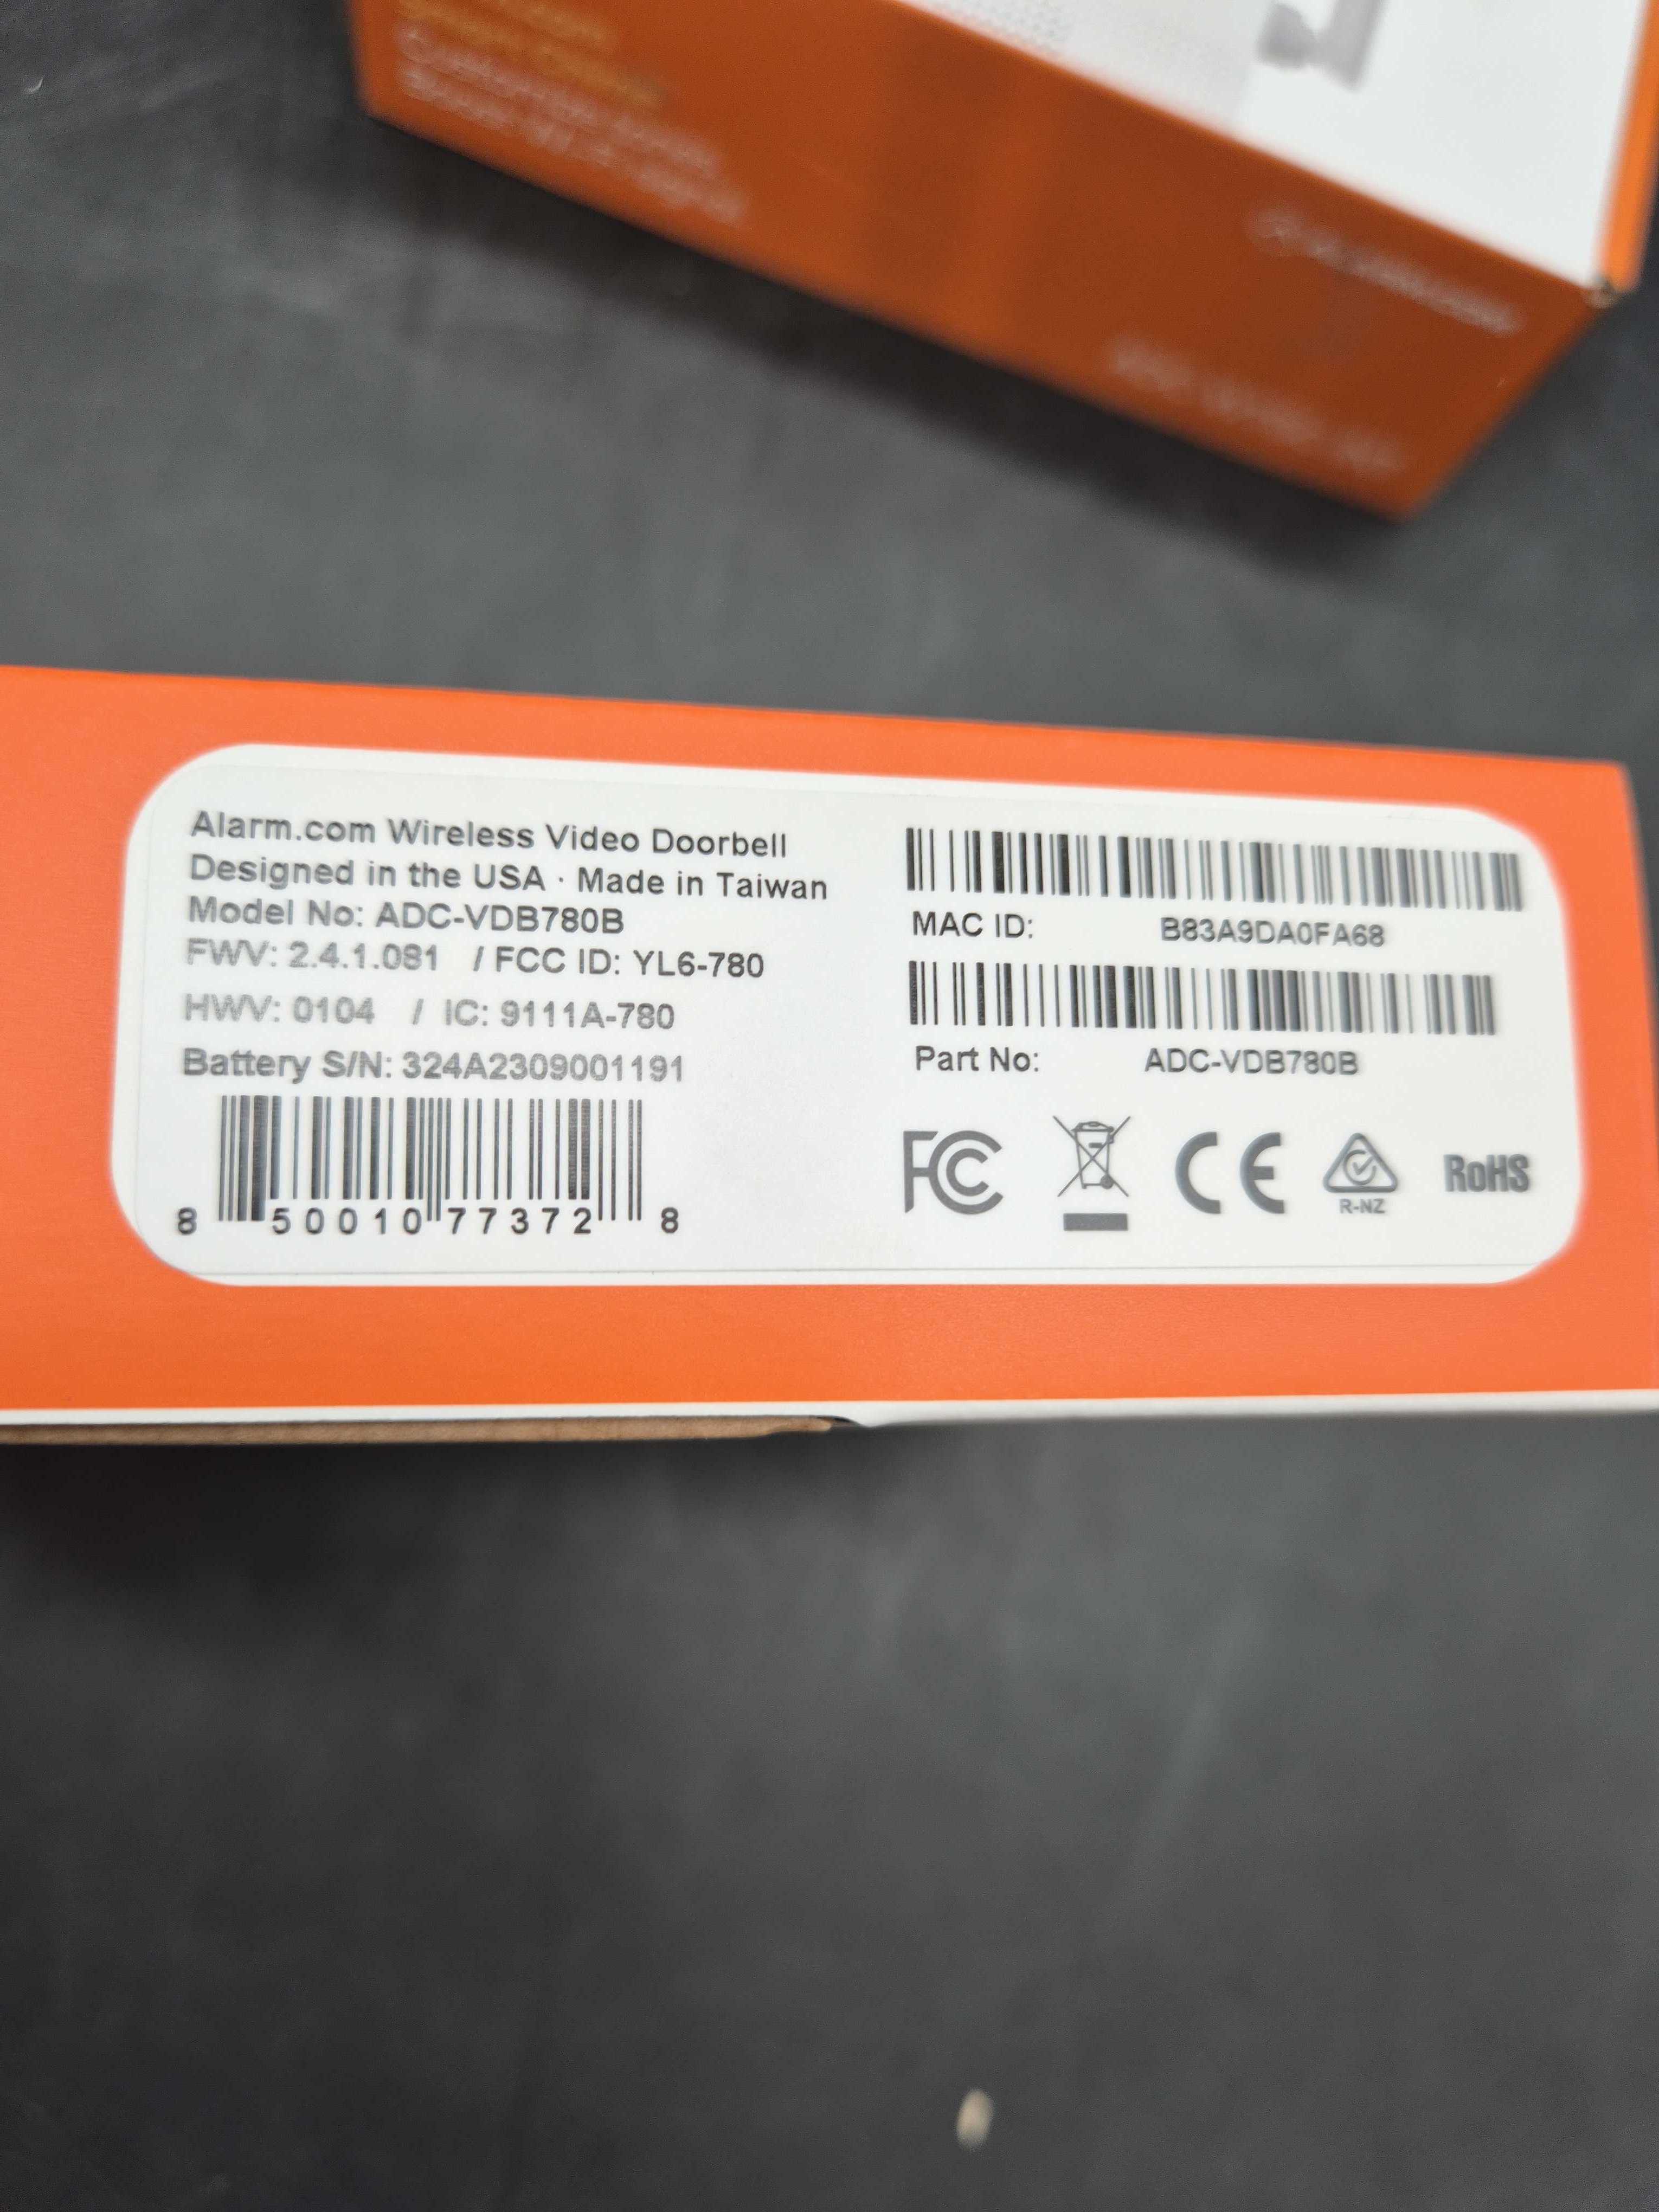 Alarm.com Wireless Video Doorbell
Designed in the USA · Made in Taiwan
Model No: ADC-VDB780B
FWV: 2.4.1.081 / FCC ID: YL6-780
HWV: 0104 / IC: 9111A-780
Battery S/N: 324A2309001191
8 50010 77372 8
MAC ID: B83A9DA0FA68
Part No: ADC-VDB780B
FC CE R-NZ RoHS